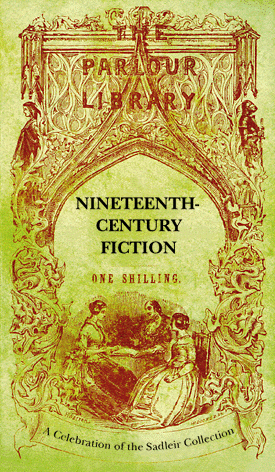 THE
PARLOUR
LIBRARY
NINETEENTH-
CENTURY
FICTION
ONE SHILLING.
A Celebration of the Sadleir Collection